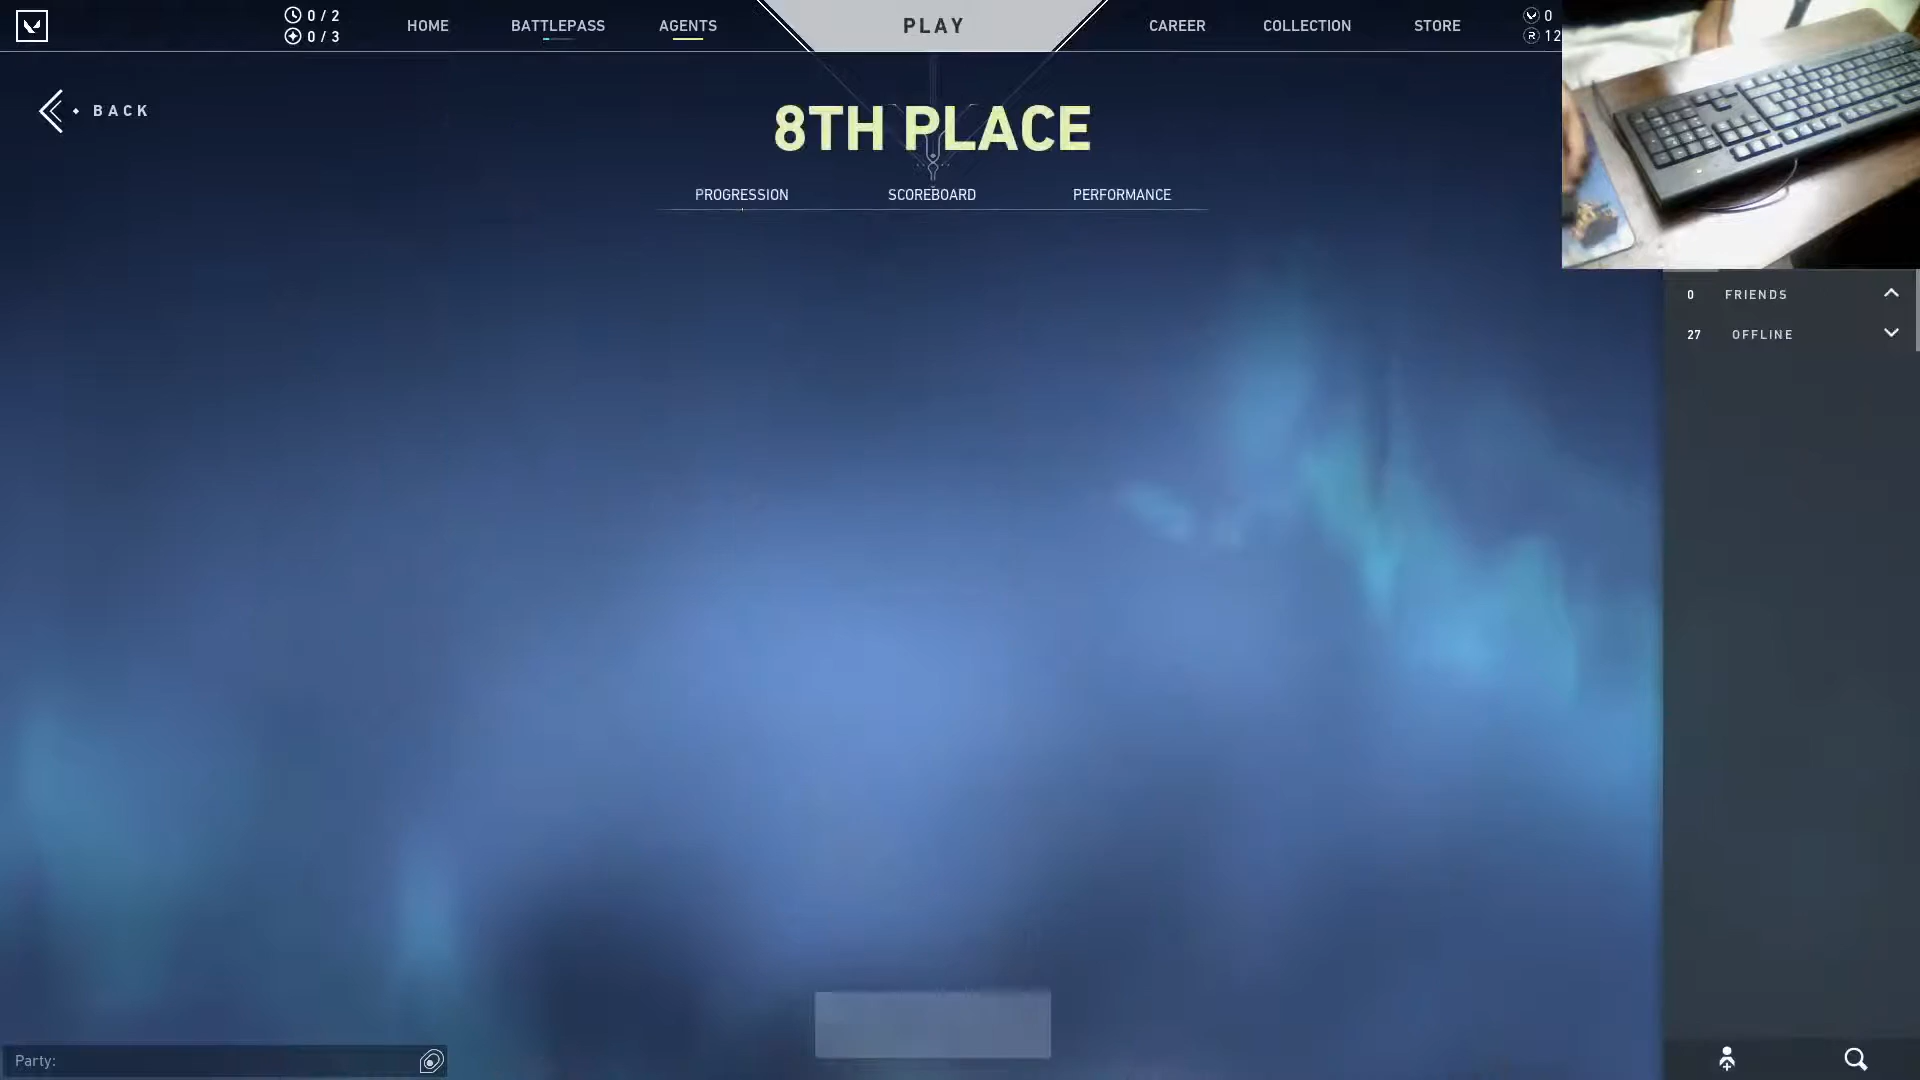 0 / 2
0 / 3
HOME
BATTLEPASS
AGENTS
PLAY
CAREER
COLLECTION
STORE
0
12
BACK
8TH PLACE
PROGRESSION
SCOREBOARD
PERFORMANCE
0 FRIENDS
27 OFFLINE
Party: